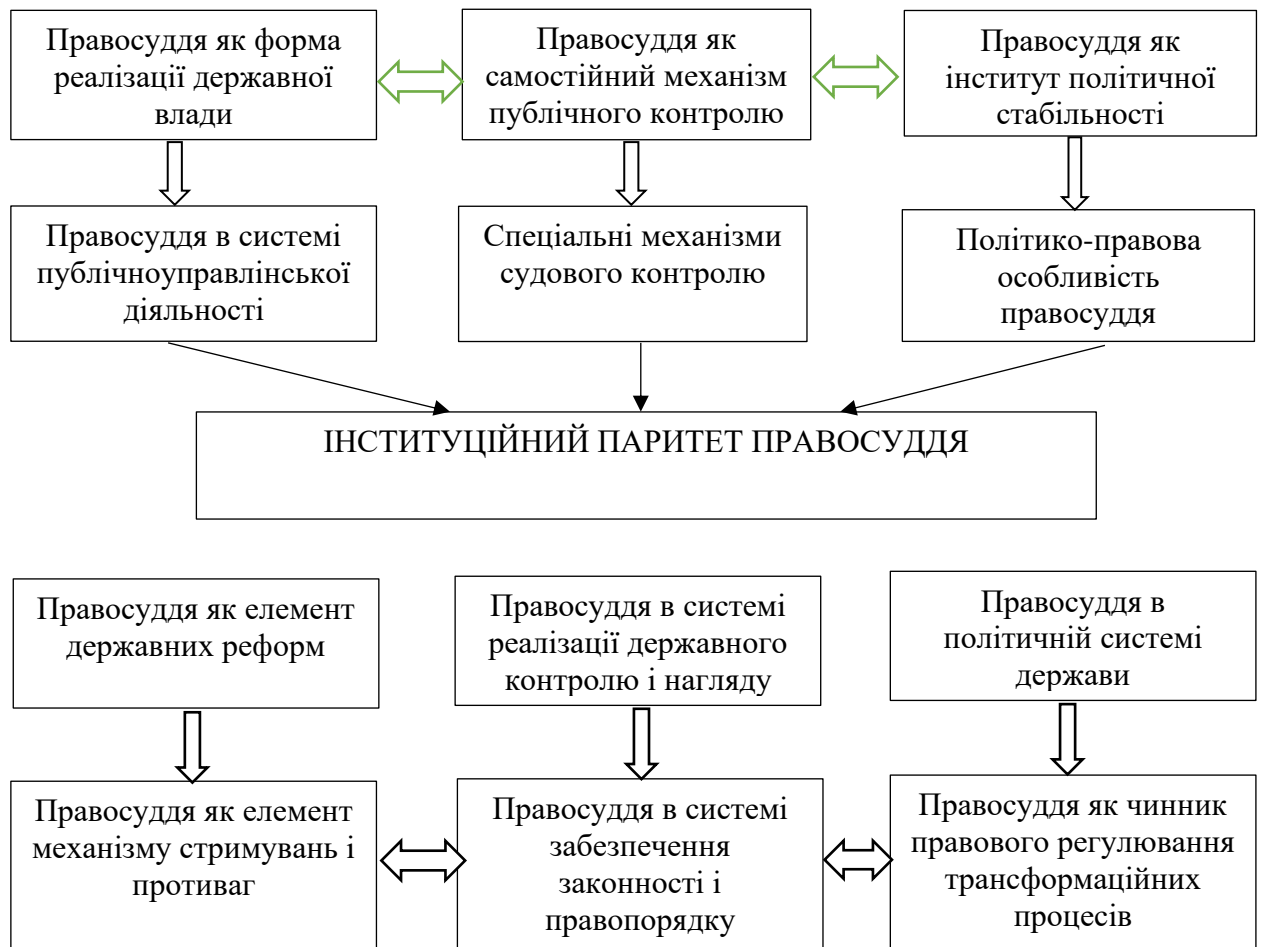 Правосуддя як форма
реалізації державної
влади
Правосуддя як
самостійний механізм
публічного контролю
Правосуддя як
інститут політичної
стабільності
Правосуддя в системі
публічноуправлінської
діяльності
Спеціальні механізми
судового контролю
Політико-правова
особливість
правосуддя
ІНСТИТУЦІЙНИЙ ПАРИТЕТ ПРАВОСУДДЯ
Правосуддя як елемент
державних реформ
Правосуддя в системі
реалізації державного
контролю і нагляду
Правосуддя в
політичній системі
держави
Правосуддя як елемент
механізму стримувань і
противаг
Правосуддя в системі
забезпечення
законності і
правопорядку
Правосуддя як чинник
правового регулювання
трансформаційних
процесів